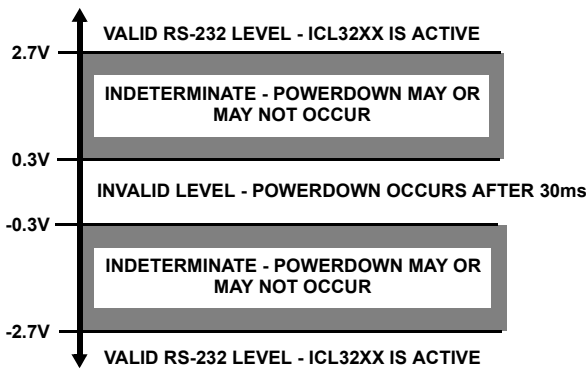 VALID RS-232 LEVEL - ICL32XX IS ACTIVE
2.7V
INDETERMINATE - POWERDOWN MAY OR
MAY NOT OCCUR
0.3V
INVALID LEVEL - POWERDOWN OCCURS AFTER 30ms
-0.3V
INDETERMINATE - POWERDOWN MAY OR
MAY NOT OCCUR
-2.7V
VALID RS-232 LEVEL - ICL32XX IS ACTIVE